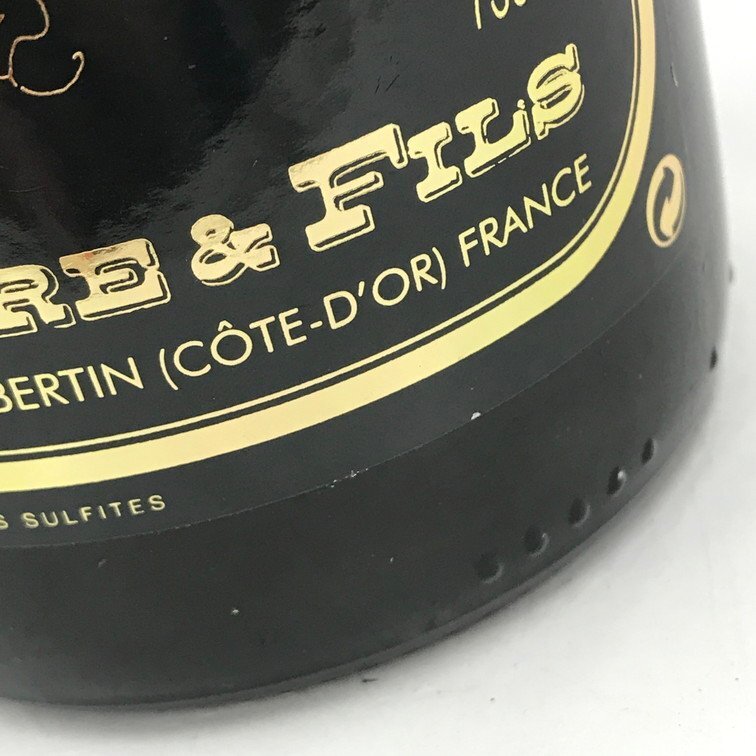 RE & FILS
BERTIN (CÔTE-D'OR) FRANCE
S SULFITES